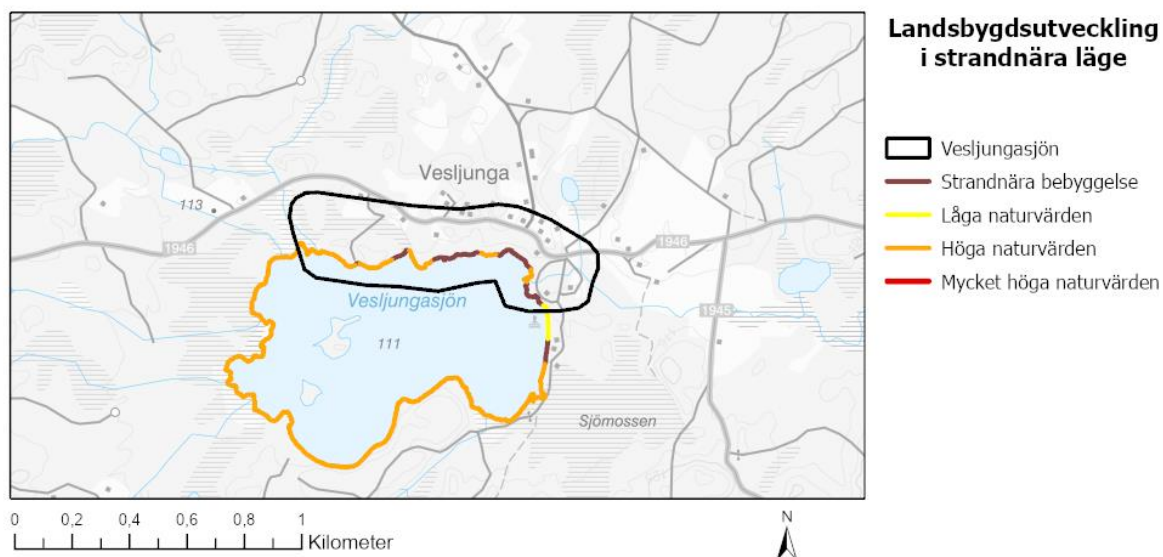 Landsbygdsutveckling
i strandnära läge
Vesljungasjön
Strandnära bebyggelse
Låga naturvärden
Höga naturvärden
Mycket höga naturvärden
Vesljunga
113
1946
1946
Vesljungasjön
1945
111
Sjömossen
0 0,2 0,4 0,6 0,8 1
Kilometer
N